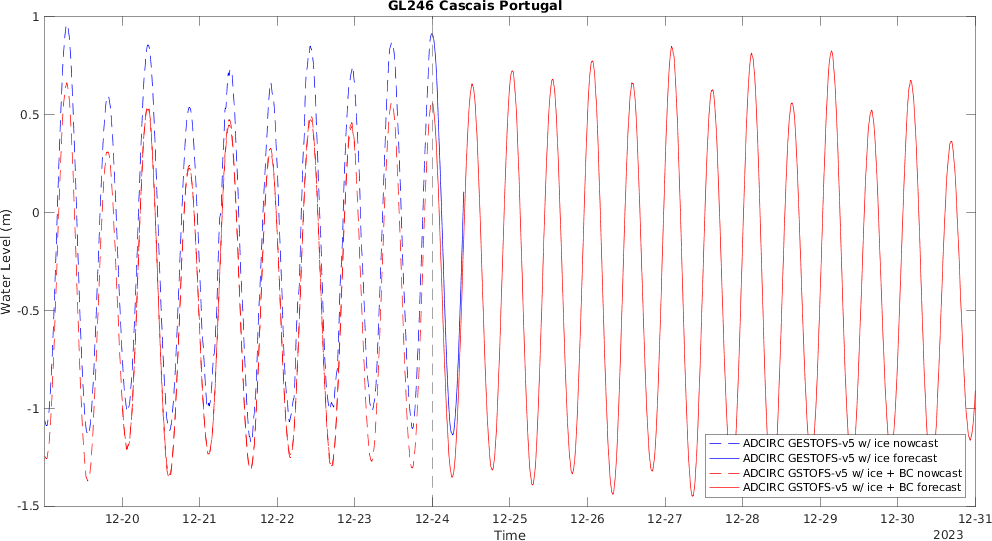 GL246 Cascais Portugal
1
0.5
0
-0.5
-1
-1.5
Water Level (m)
ADCIRC GESTOFS-v5 w/ ice nowcast
ADCIRC GESTOFS-v5 w/ ice forecast
ADCIRC GSTOFS-v5 w/ ice + BC nowcast
ADCIRC GSTOFS-v5 w/ ice + BC forecast
12-20 12-21 12-22 12-23 12-24 12-25 12-26 12-27 12-28 12-29 12-30 12-31
Time
2023